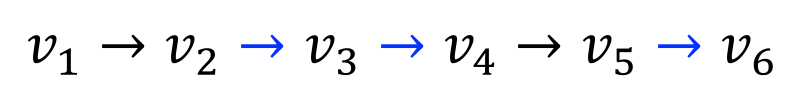 v₁ → v₂ → v₃ → v₄ → v₅ → v₆